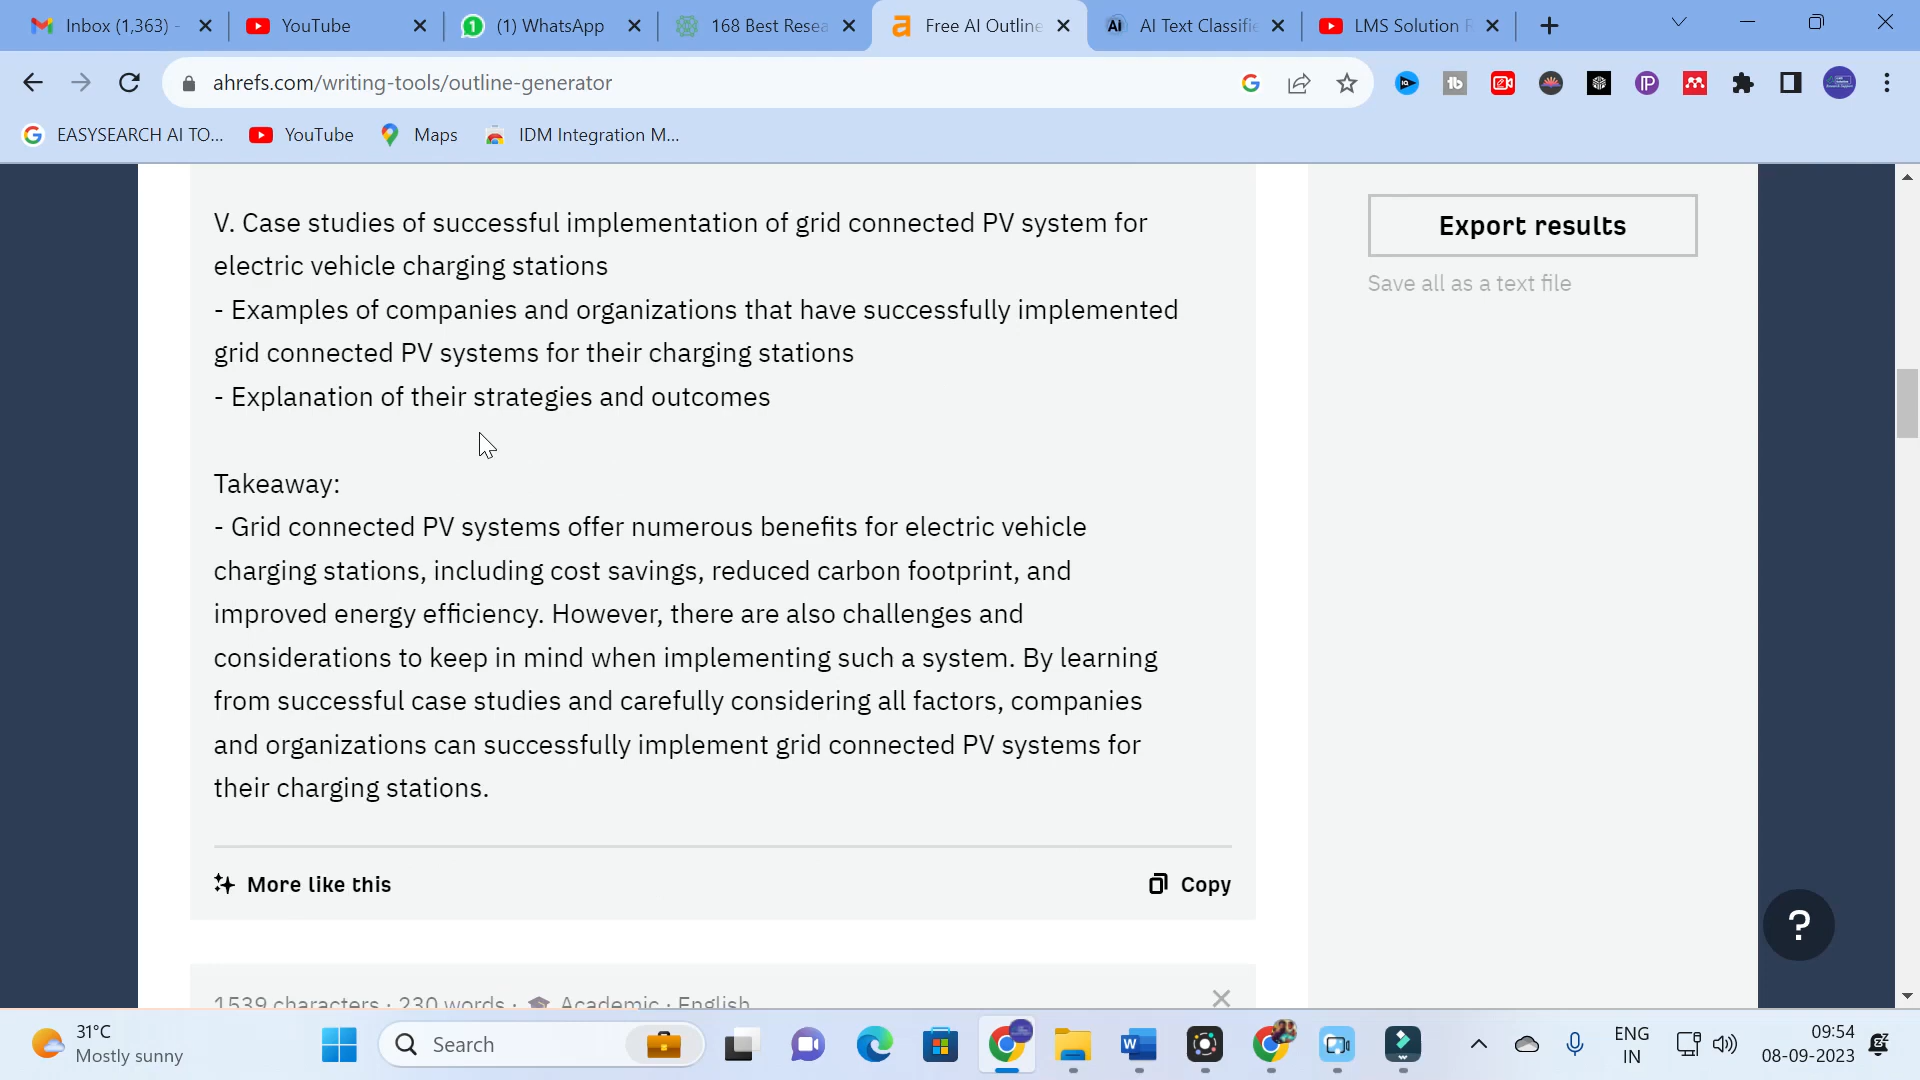 Inbox (1,363) -
YouTube
(1) WhatsApp
168 Best Resea
Free AI Outline
AI Text Classifie
LMS Solution R
ahrefs.com/writing-tools/outline-generator
EASYSEARCH AI TO...
YouTube
Maps
IDM Integration M...
V. Case studies of successful implementation of grid connected PV system for
electric vehicle charging stations
- Examples of companies and organizations that have successfully implemented
grid connected PV systems for their charging stations
- Explanation of their strategies and outcomes
Takeaway:
- Grid connected PV systems offer numerous benefits for electric vehicle
charging stations, including cost savings, reduced carbon footprint, and
improved energy efficiency. However, there are also challenges and
considerations to keep in mind when implementing such a system. By learning
from successful case studies and carefully considering all factors, companies
and organizations can successfully implement grid connected PV systems for
their charging stations.
More like this
Copy
1539 characters · 230 words · Academic · English
Export results
Save all as a text file
?
31°C
Mostly sunny
Search
ENG
IN
09:54
08-09-2023